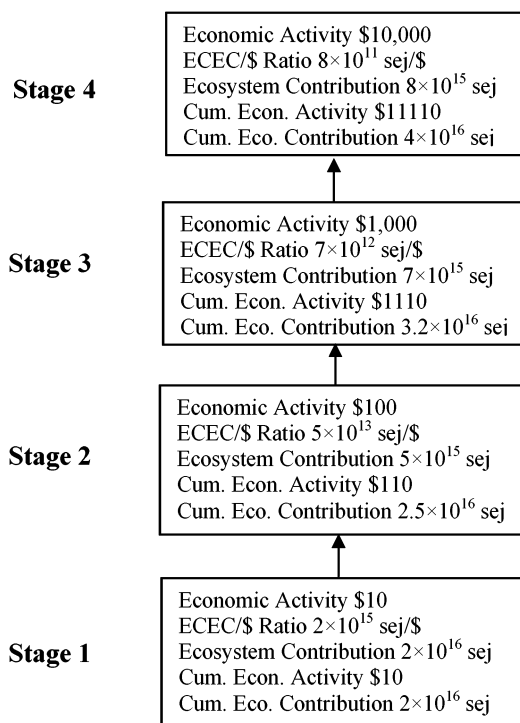 Stage 4
Economic Activity $10,000
ECEC/$ Ratio 8×10¹¹ sej/$
Ecosystem Contribution 8×10¹⁵ sej
Cum. Econ. Activity $11110
Cum. Eco. Contribution 4×10¹⁶ sej
Stage 3
Economic Activity $1,000
ECEC/$ Ratio 7×10¹² sej/$
Ecosystem Contribution 7×10¹⁵ sej
Cum. Econ. Activity $1110
Cum. Eco. Contribution 3.2×10¹⁶ sej
Stage 2
Economic Activity $100
ECEC/$ Ratio 5×10¹³ sej/$
Ecosystem Contribution 5×10¹⁵ sej
Cum. Econ. Activity $110
Cum. Eco. Contribution 2.5×10¹⁶ sej
Stage 1
Economic Activity $10
ECEC/$ Ratio 2×10¹⁵ sej/$
Ecosystem Contribution 2×10¹⁶ sej
Cum. Econ. Activity $10
Cum. Eco. Contribution 2×10¹⁶ sej